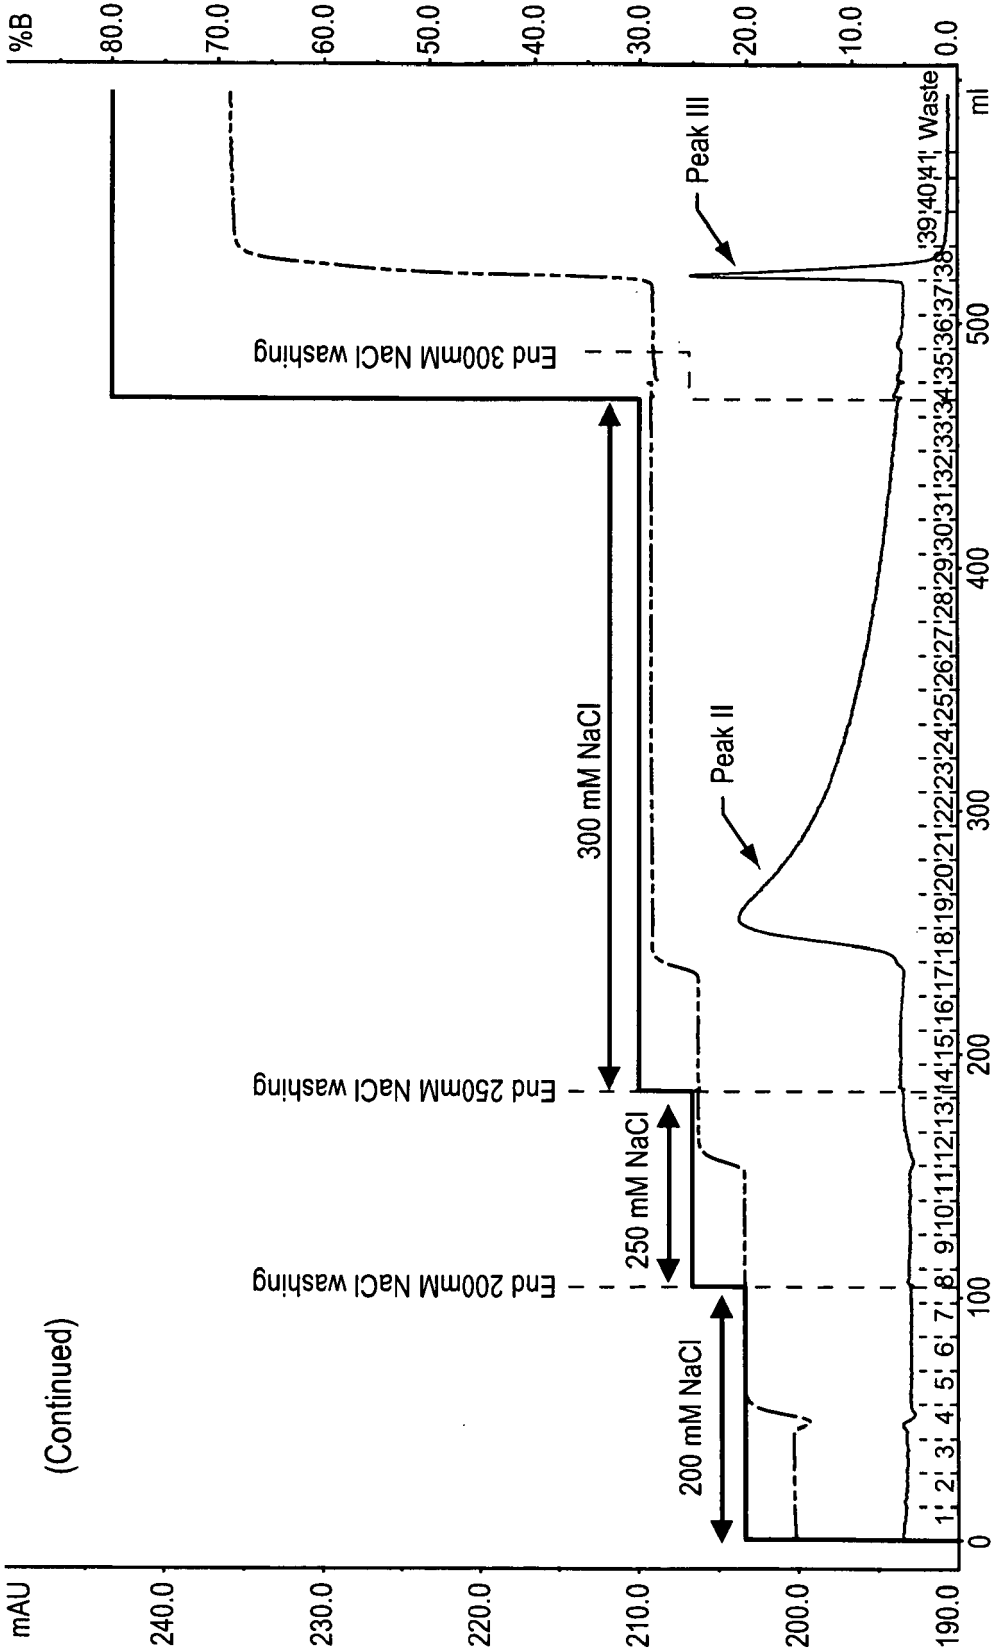 (Continued)
mAU
240.0
230.0
220.0
210.0
200.0
190.0
%B
80.0
70.0
60.0
50.0
40.0
30.0
20.0
10.0
0.0
End 200mM NaCl washing
End 250mM NaCl washing
End 300mM NaCl washing
200 mM NaCl
250 mM NaCl
300 mM NaCl
Peak II
Peak III
1 2 3 4 5 6 7 8 9 10 11 12 13 14 15 16 17 18 19 20 21 22 23 24 25 26 27 28 29 30 31 32 33 34 35 36 37 38 39 40 41 Waste
0 100 200 300 400 500 ml